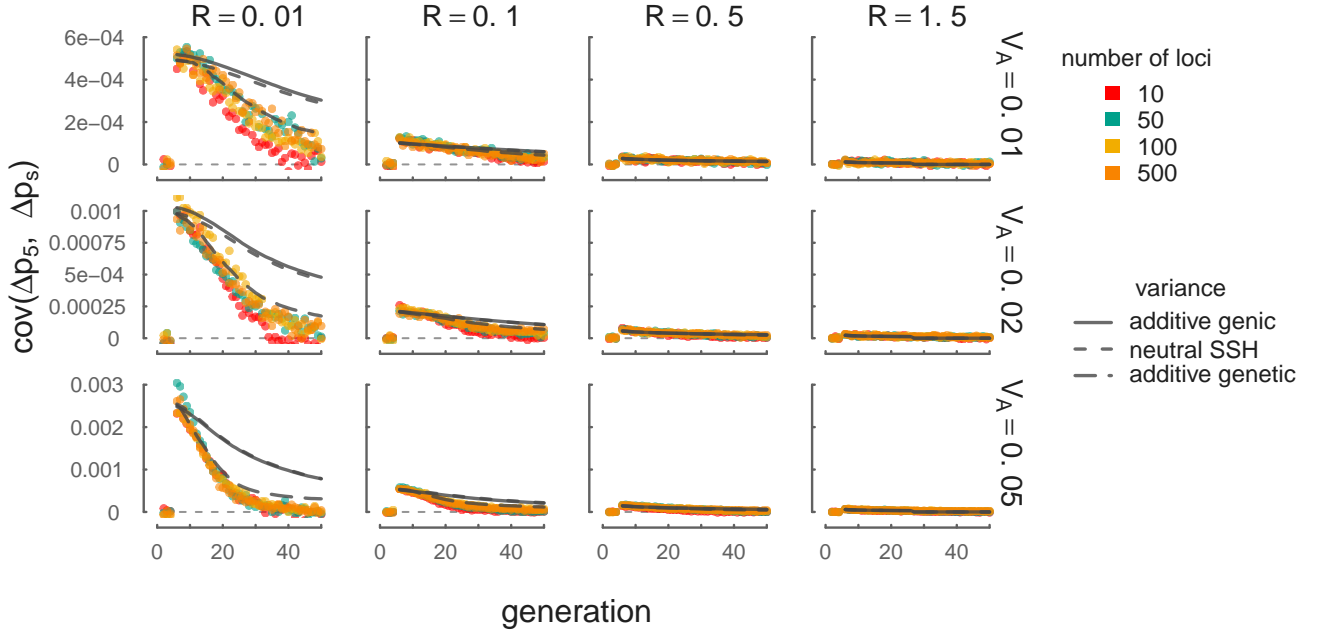 R = 0. 01 R = 0. 1 R = 0. 5 R = 1. 5
6e−04
4e−04
2e−04
0
V_A = 0. 01
0.001
0.00075
5e−04
0.00025
0
V_A = 0. 02
0.003
0.002
0.001
0
V_A = 0. 05
0 20 40 0 20 40 0 20 40 0 20 40
cov(Δp₅, Δpₛ)
generation
number of loci
10
50
100
500
variance
additive genic
neutral SSH
additive genetic